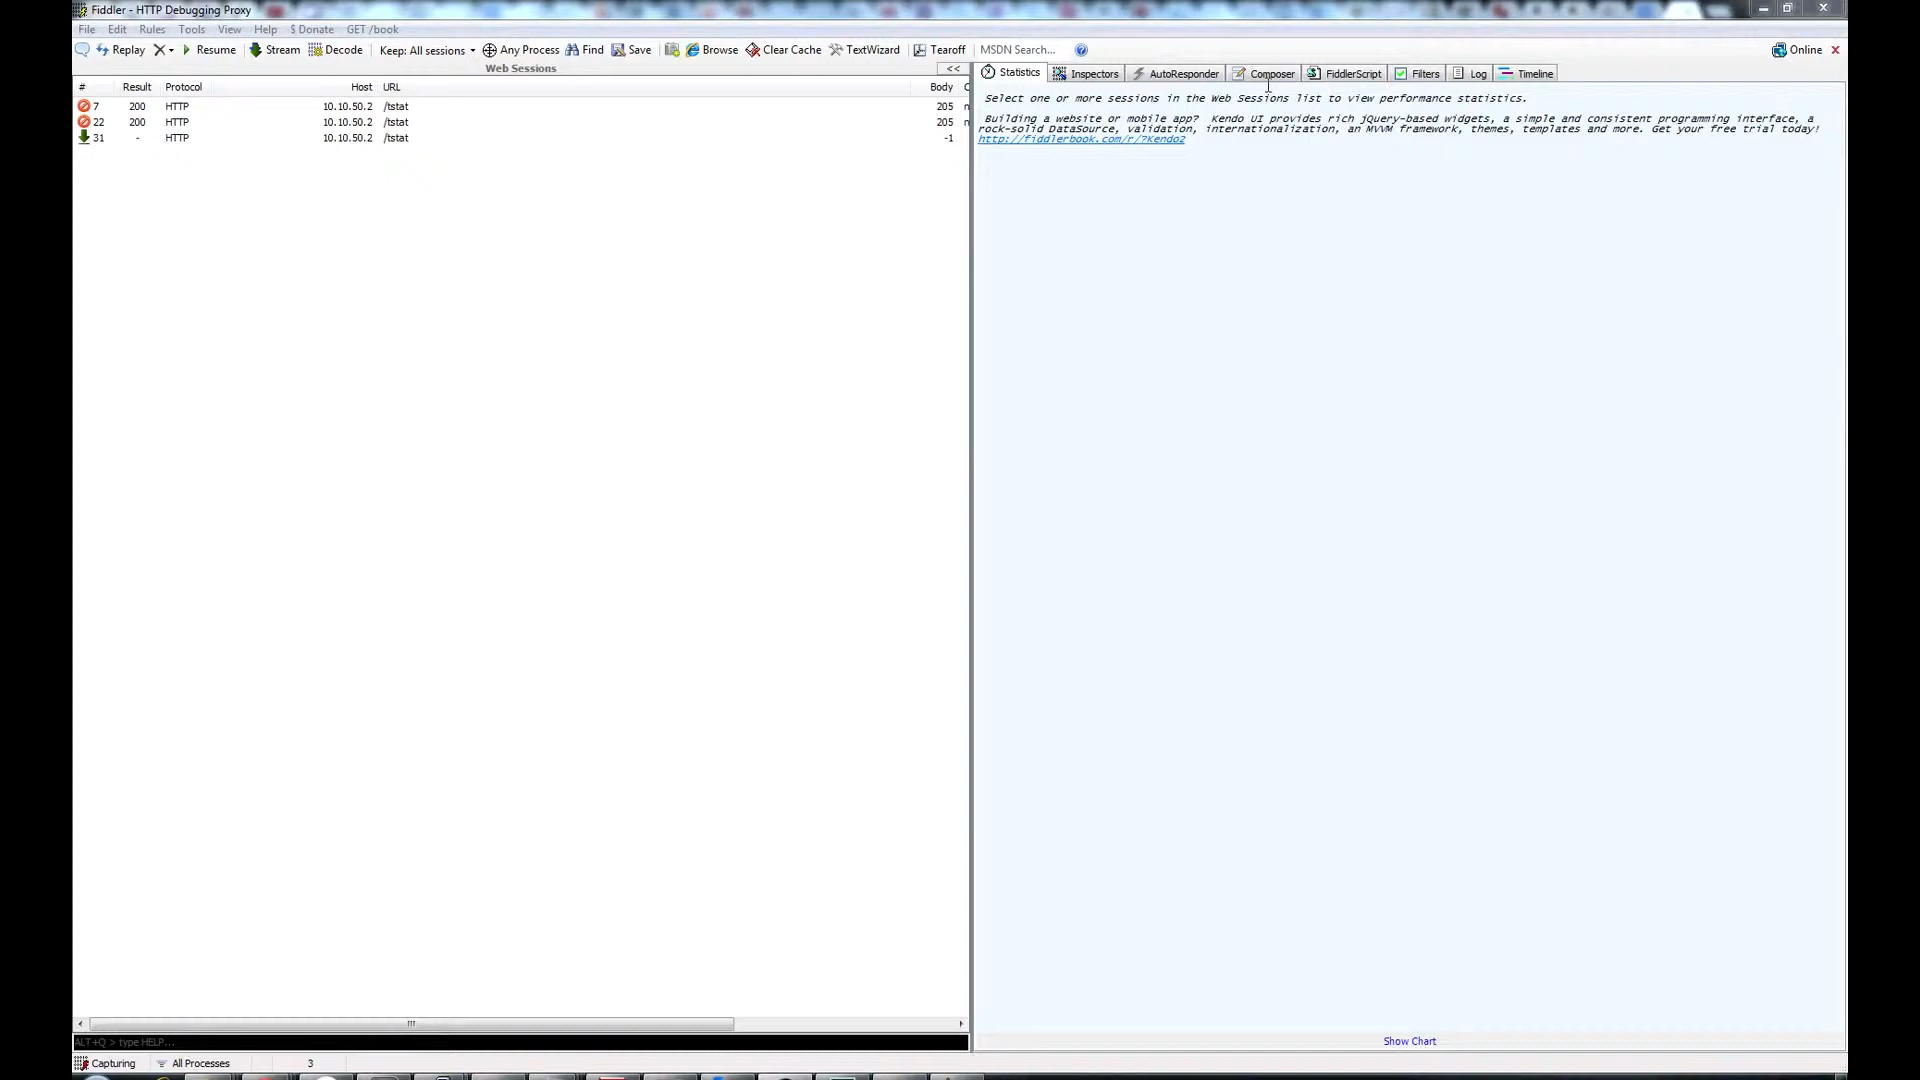 Fiddler - HTTP Debugging Proxy
File Edit Rules Tools View Help $ Donate GET /book
Replay Resume Stream Decode Keep: All sessions Any Process Find Save Browse Clear Cache TextWizard Tearoff MSDN Search... Online
Web Sessions <<
Statistics Inspectors AutoResponder Composer FiddlerScript Filters Log Timeline
# Result Protocol Host URL Body
7 200 HTTP 10.10.50.2 /tstat 205
22 200 HTTP 10.10.50.2 /tstat 205
31 - HTTP 10.10.50.2 /tstat -1
Select one or more sessions in the Web Sessions list to view performance statistics.
Building a website or mobile app? Kendo UI provides rich jQuery-based widgets, a simple and consistent programming interface, a
rock-solid DataSource, validation, internationalization, an MVVM framework, themes, templates and more. Get your free trial today!
http://fiddlerbook.com/r/?Kendo2
Show Chart
ALT+Q > type HELP...
Capturing All Processes 3